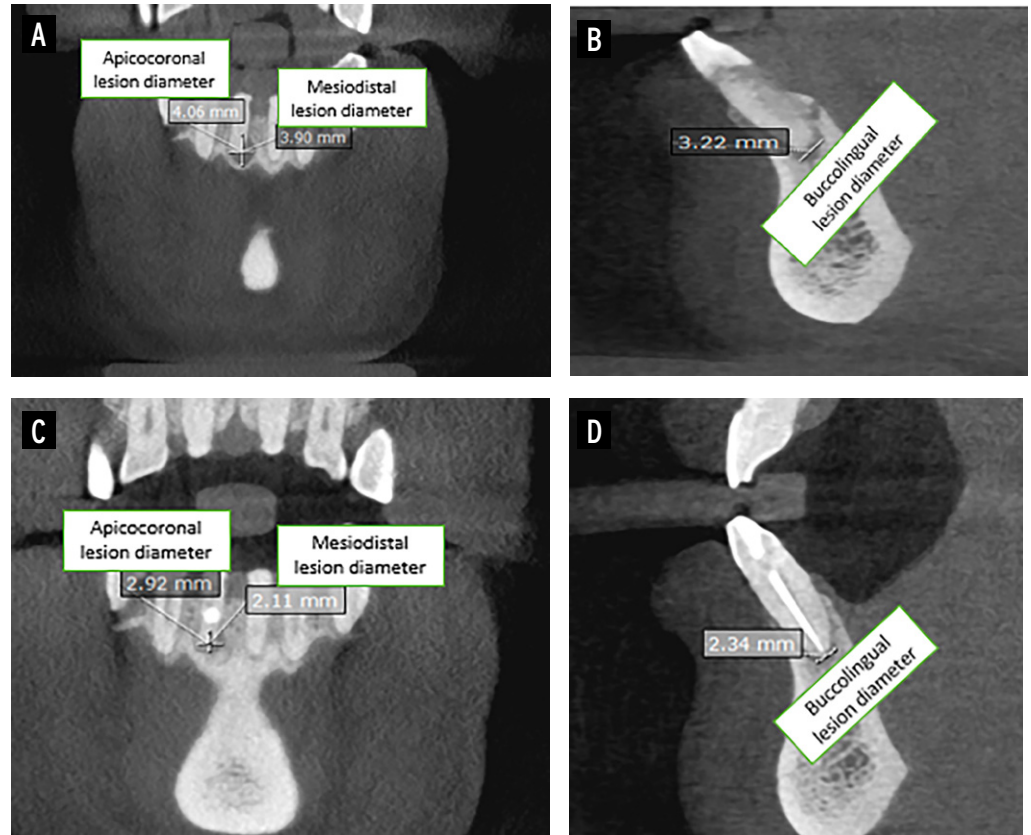 A
Apicocoronal
lesion diameter
Mesiodistal
lesion diameter
4.06 mm
3.90 mm
B
3.22 mm
Buccolingual
lesion diameter
C
Apicocoronal
lesion diameter
Mesiodistal
lesion diameter
2.92 mm
2.11 mm
D
2.34 mm
Buccolingual
lesion diameter